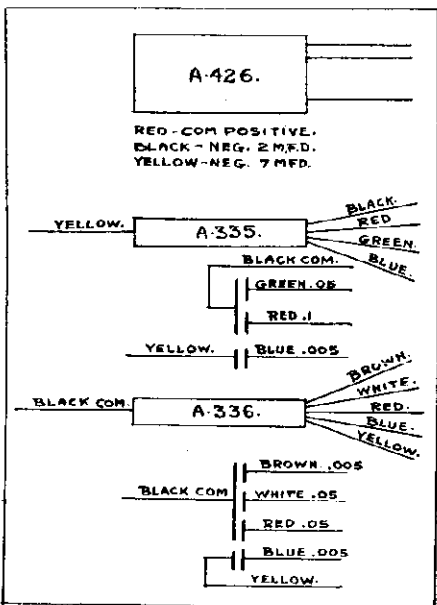 A-426.
RED-COM POSITIVE.
BLACK-NEG. 2 M.F.D.
YELLOW-NEG. 7 MFD.
YELLOW.
A-335.
BLACK.
RED
GREEN.
BLUE.
BLACK COM.
GREEN .05
RED .1
YELLOW.
BLUE .005
BLACK COM.
A-336.
BROWN.
WHITE.
RED.
BLUE.
YELLOW.
BROWN .005
BLACK COM
WHITE .05
RED .05
BLUE .005
YELLOW.